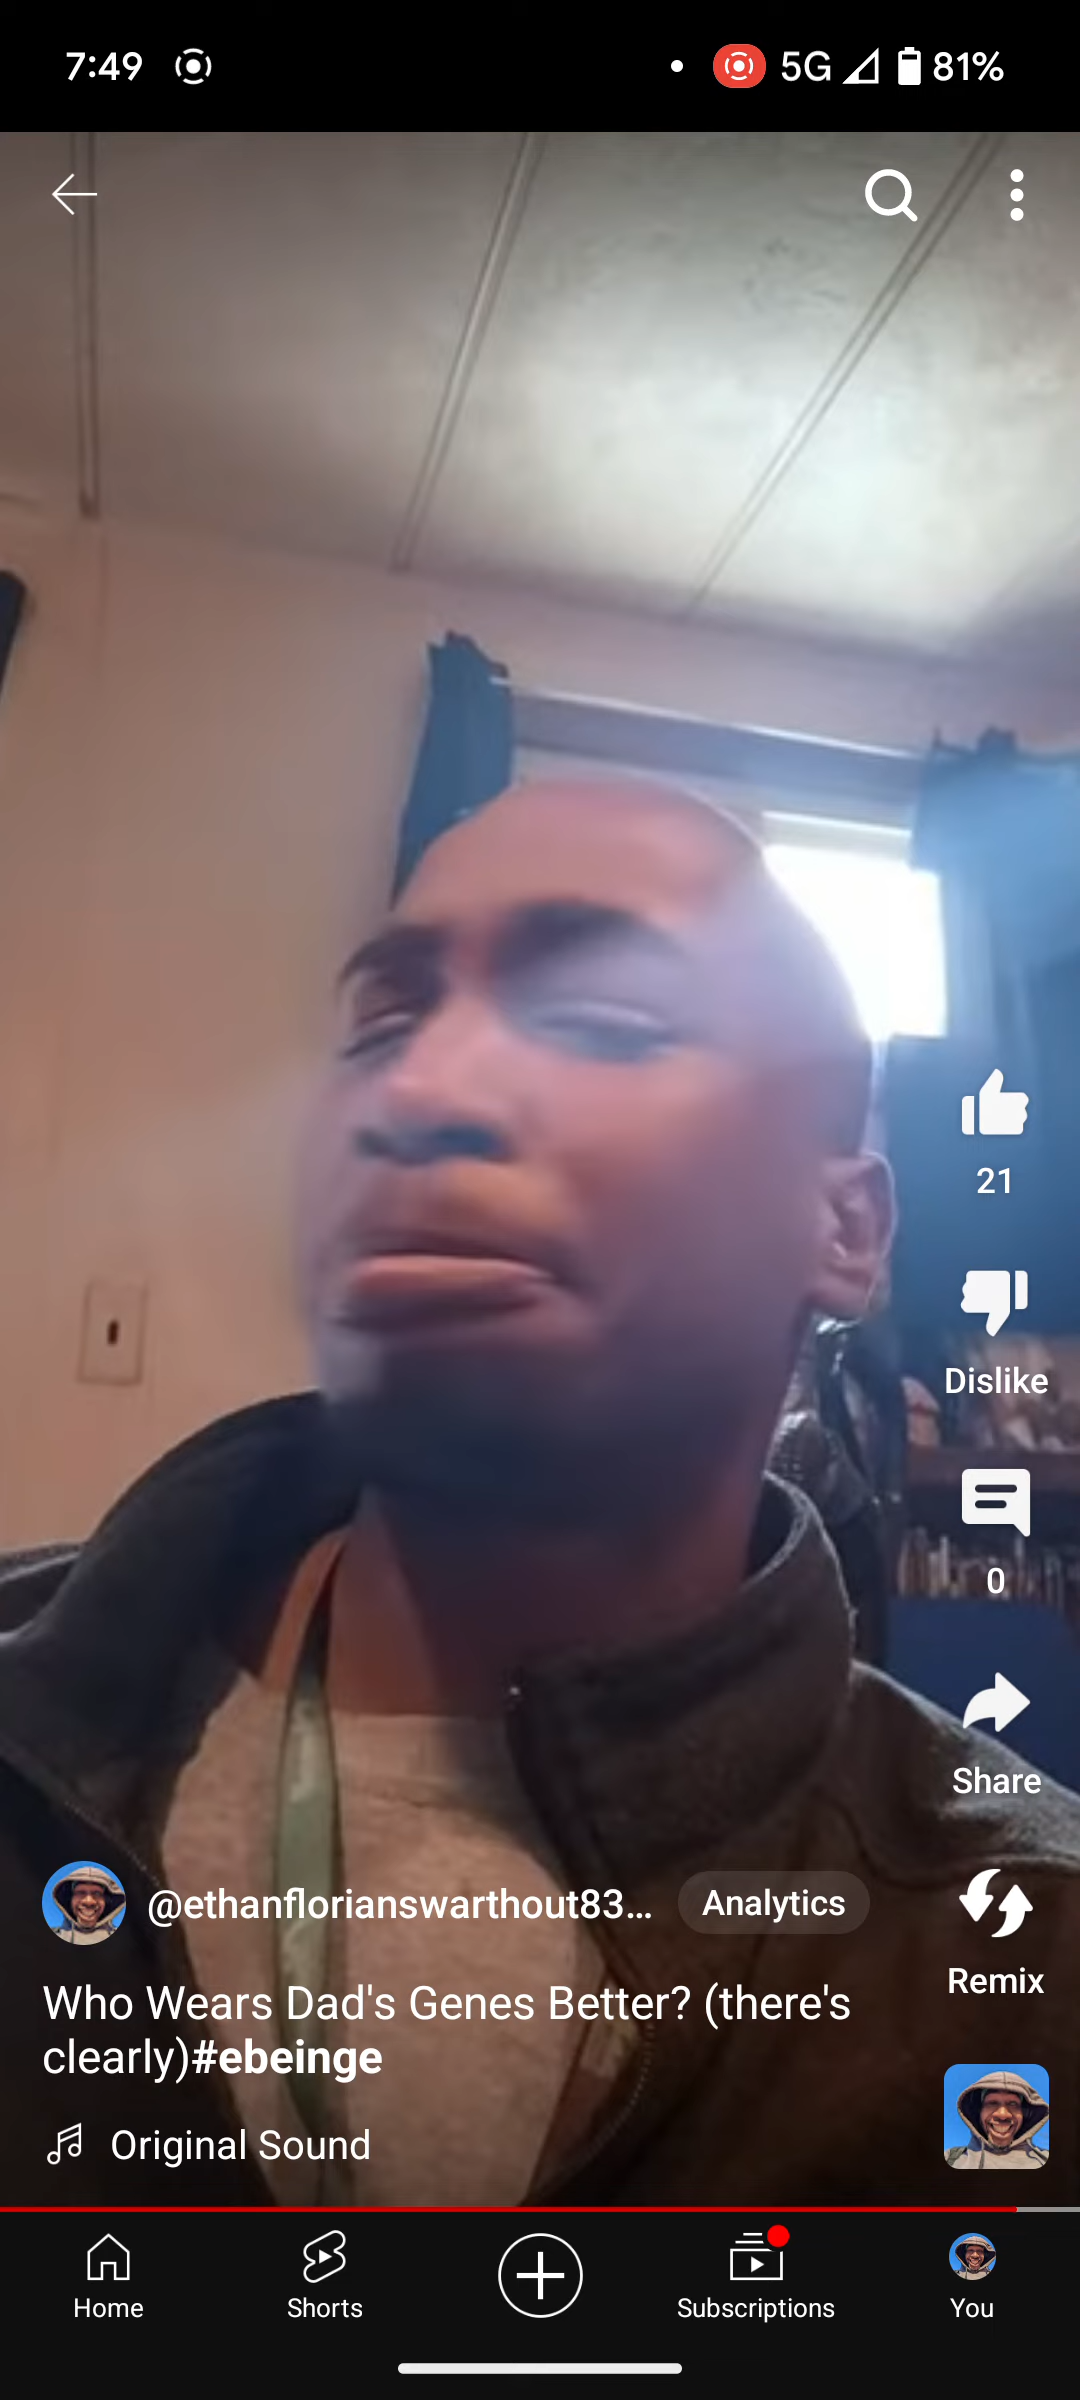 7:49 5G 81%
21
Dislike
0
Share
@ethanflorianswarthout83... Analytics
Remix
Who Wears Dad's Genes Better? (there's
clearly)#ebeinge
Original Sound
Home Shorts Subscriptions You